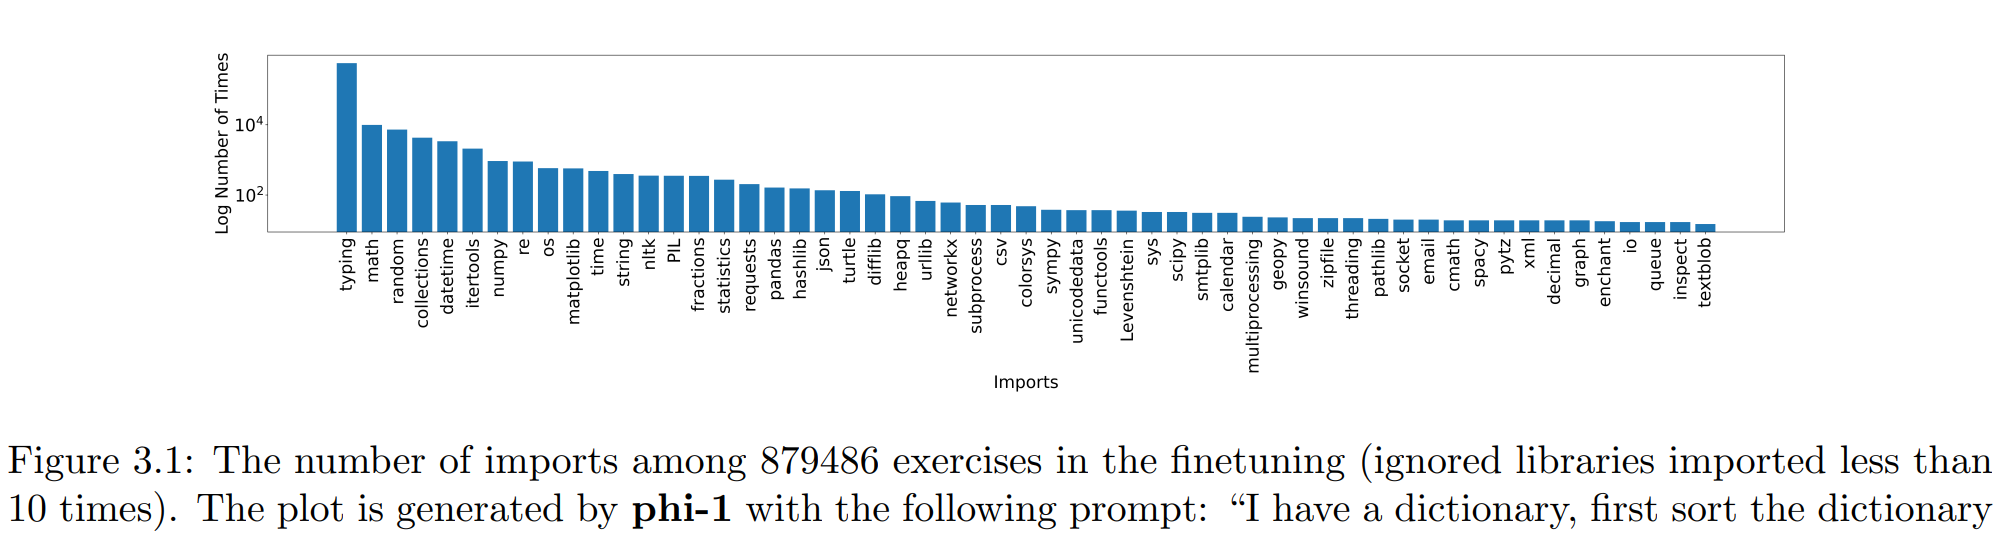 Log Number of Times
10^4
10^2
typing
math
random
collections
datetime
itertools
numpy
re
os
matplotlib
time
string
nltk
PIL
fractions
statistics
requests
pandas
hashlib
json
turtle
difflib
heapq
urllib
networkx
subprocess
csv
colorsys
sympy
unicodedata
functools
Levenshtein
sys
scipy
smtplib
calendar
multiprocessing
geopy
winsound
zipfile
threading
pathlib
socket
email
cmath
spacy
pytz
xml
decimal
graph
enchant
io
queue
inspect
textblob
Imports
Figure 3.1: The number of imports among 879486 exercises in the finetuning (ignored libraries imported less than
10 times). The plot is generated by phi-1 with the following prompt: “I have a dictionary, first sort the dictionary